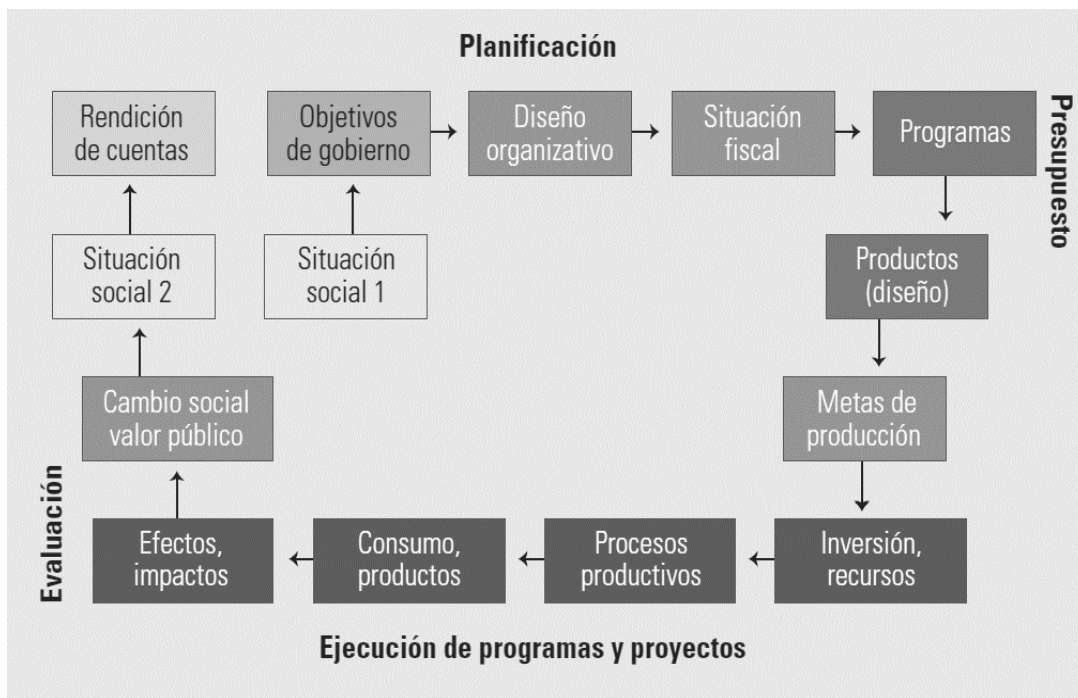 Planificación
Rendición
de cuentas
Objetivos
de gobierno
Diseño
organizativo
Situación
fiscal
Programas
Presupuesto
Situación
social 2
Situación
social 1
Productos
(diseño)
Cambio social
valor público
Metas de
producción
Evaluación
Efectos,
impactos
Consumo,
productos
Procesos
productivos
Inversión,
recursos
Ejecución de programas y proyectos